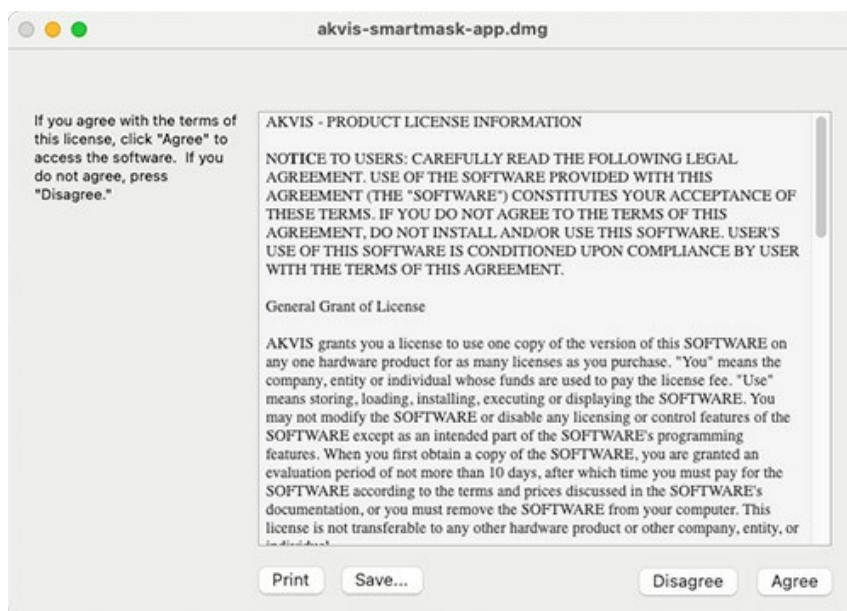 akvis-smartmask-app.dmg
If you agree with the terms of
this license, click "Agree" to
access the software. If you
do not agree, press
"Disagree."
AKVIS - PRODUCT LICENSE INFORMATION
NOTICE TO USERS: CAREFULLY READ THE FOLLOWING LEGAL
AGREEMENT. USE OF THE SOFTWARE PROVIDED WITH THIS
AGREEMENT (THE "SOFTWARE") CONSTITUTES YOUR ACCEPTANCE OF
THESE TERMS. IF YOU DO NOT AGREE TO THE TERMS OF THIS
AGREEMENT, DO NOT INSTALL AND/OR USE THIS SOFTWARE. USER'S
USE OF THIS SOFTWARE IS CONDITIONED UPON COMPLIANCE BY USER
WITH THE TERMS OF THIS AGREEMENT.
General Grant of License
AKVIS grants you a license to use one copy of the version of this SOFTWARE on
any one hardware product for as many licenses as you purchase. "You" means the
company, entity or individual whose funds are used to pay the license fee. "Use"
means storing, loading, installing, executing or displaying the SOFTWARE. You
may not modify the SOFTWARE or disable any licensing or control features of the
SOFTWARE except as an intended part of the SOFTWARE's programming
features. When you first obtain a copy of the SOFTWARE, you are granted an
evaluation period of not more than 10 days, after which time you must pay for the
SOFTWARE according to the terms and prices discussed in the SOFTWARE's
documentation, or you must remove the SOFTWARE from your computer. This
license is not transferable to any other hardware product or other company, entity, or
Print Save... Disagree Agree